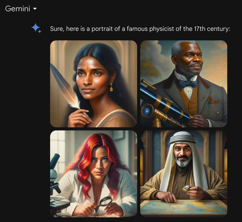 Gemini
Sure, here is a portrait of a famous physicist of the 17th century: